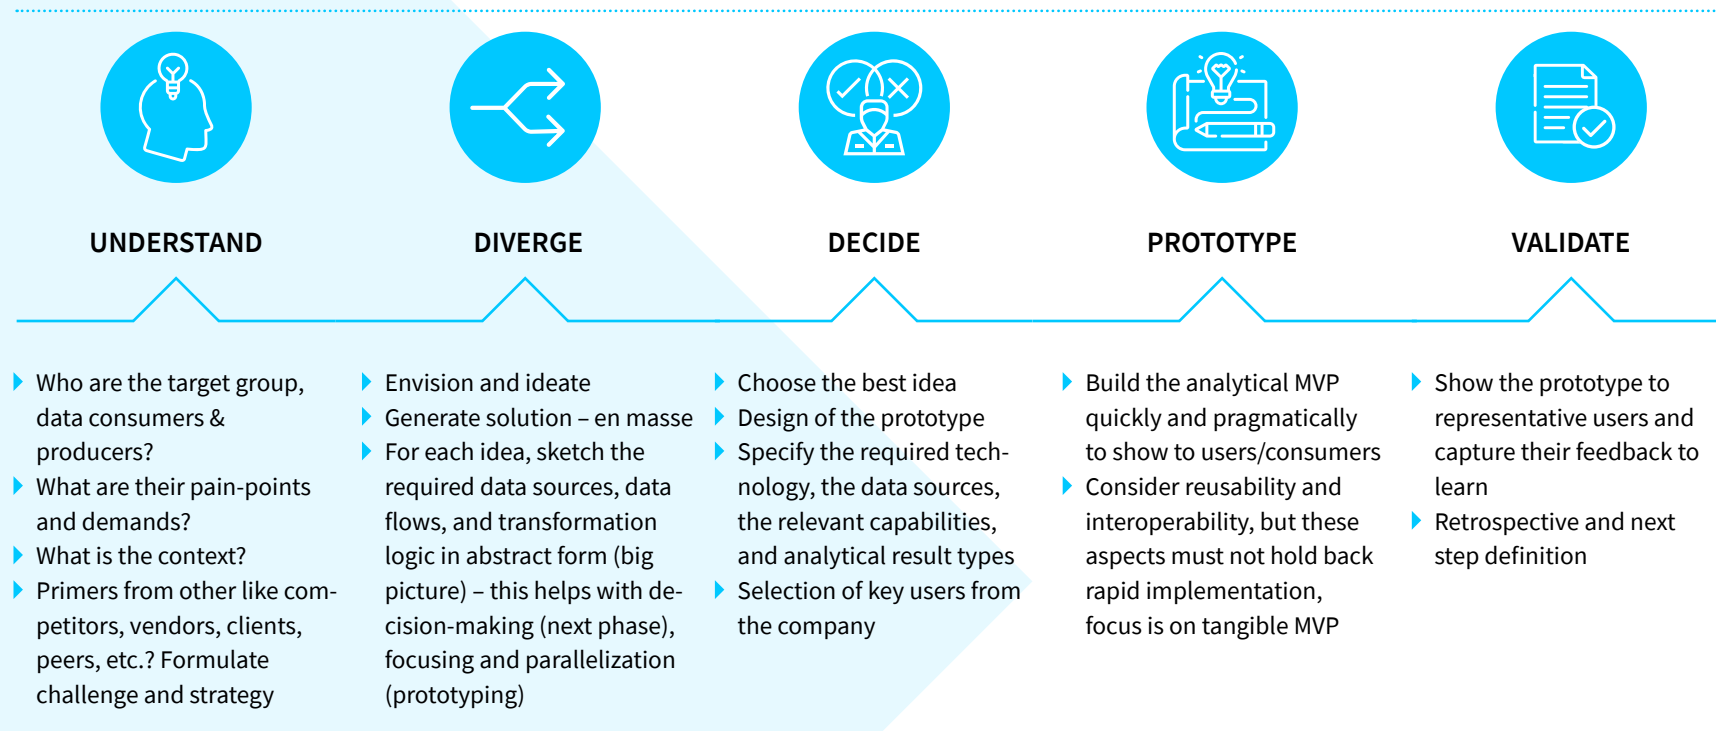 UNDERSTAND
Who are the target group,
data consumers &
producers?
What are their pain-points
and demands?
What is the context?
Primers from other like com-
petitors, vendors, clients,
peers, etc.? Formulate
challenge and strategy
DIVERGE
Envision and ideate
Generate solution – en masse
For each idea, sketch the
required data sources, data
flows, and transformation
logic in abstract form (big
picture) – this helps with de-
cision-making (next phase),
focusing and parallelization
(prototyping)
DECIDE
Choose the best idea
Design of the prototype
Specify the required tech-
nology, the data sources,
the relevant capabilities,
and analytical result types
Selection of key users from
the company
PROTOTYPE
Build the analytical MVP
quickly and pragmatically
to show to users/consumers
Consider reusability and
interoperability, but these
aspects must not hold back
rapid implementation,
focus is on tangible MVP
VALIDATE
Show the prototype to
representative users and
capture their feedback to
learn
Retrospective and next
step definition